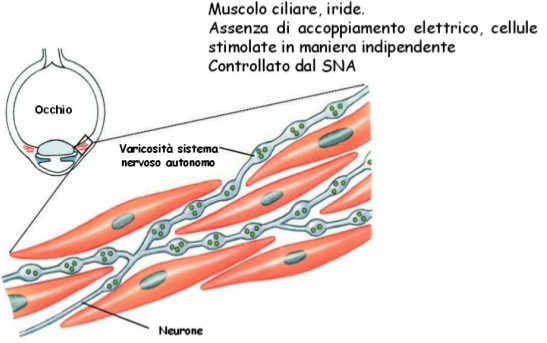 Muscolo ciliare, iride.
Assenza di accoppiamento elettrico, cellule
stimolate in maniera indipendente
Controllato dal SNA
Occhio
Varicosità sistema
nervoso autonomo
Neurone